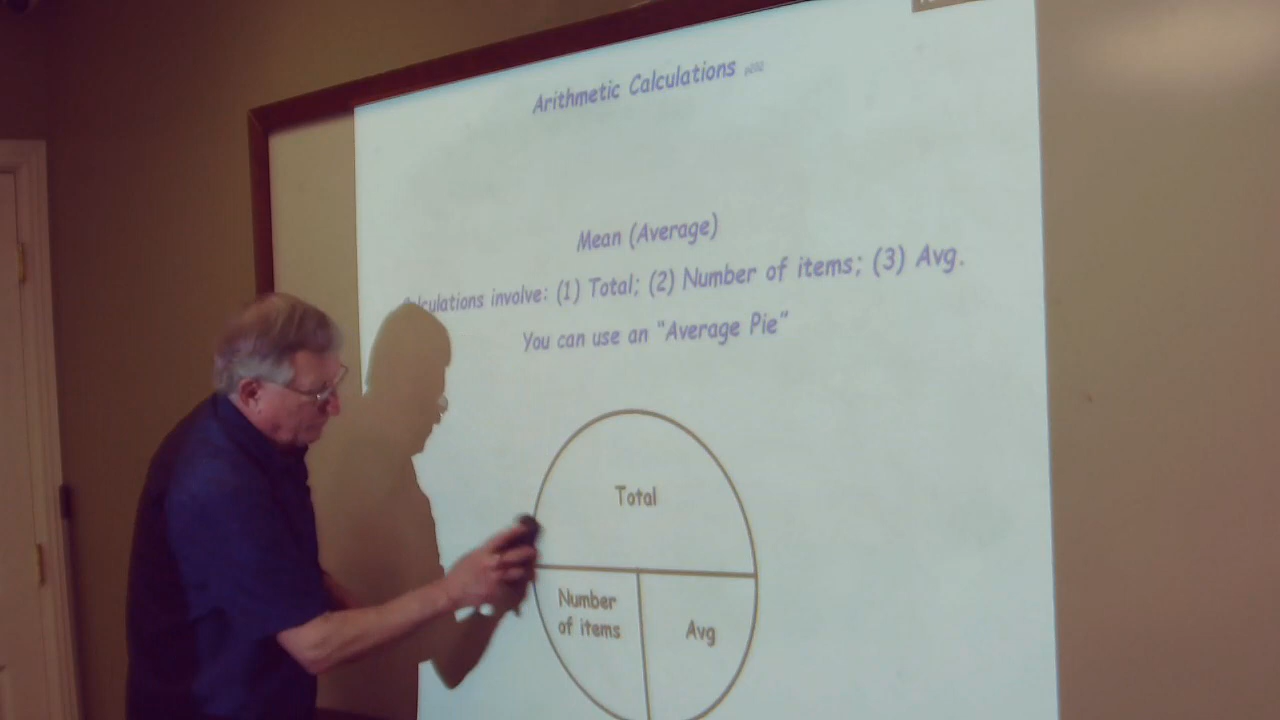 Arithmetic Calculations
Mean (Average)
Calculations involve: (1) Total; (2) Number of items; (3) Avg.
You can use an "Average Pie"
Total
Number
of items
Avg